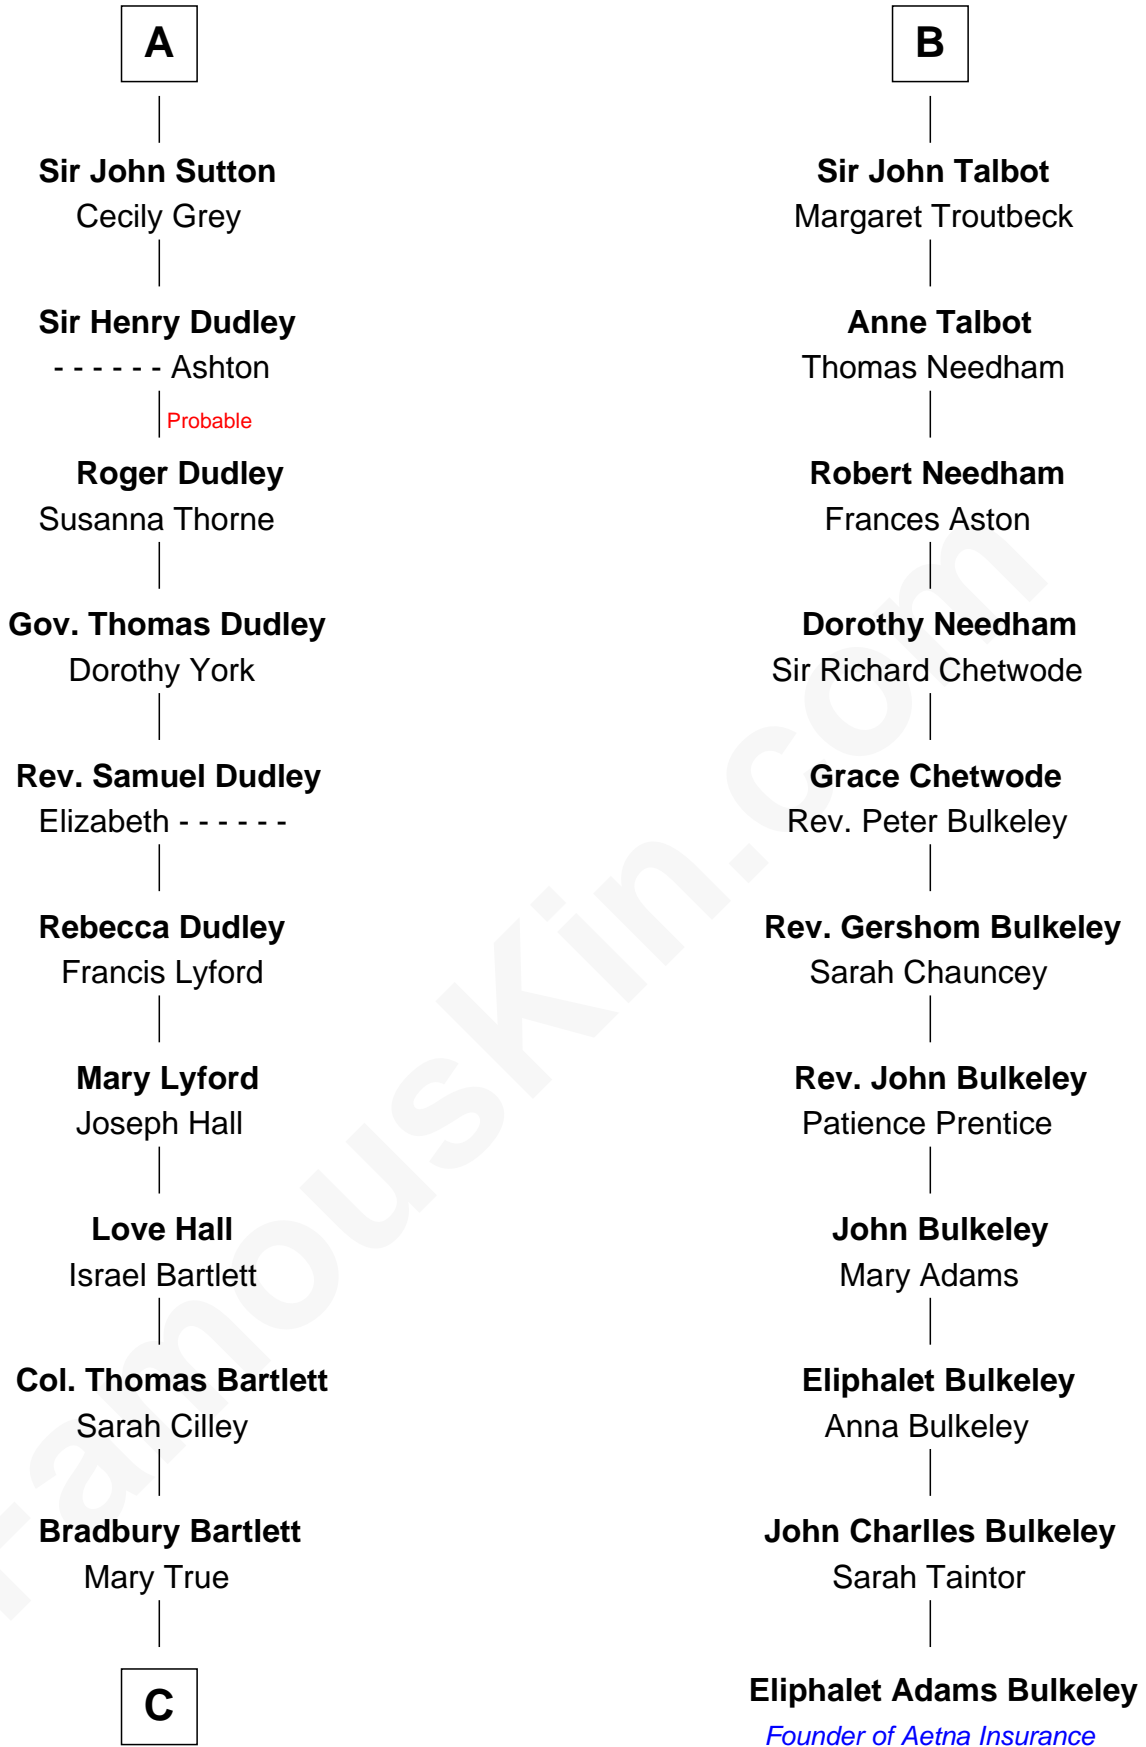 A
Sir John Sutton
Cecily Grey
Sir Henry Dudley
- - - - - - Ashton
Probable
Roger Dudley
Susanna Thorne
Gov. Thomas Dudley
Dorothy York
Rev. Samuel Dudley
Elizabeth - - - - - -
Rebecca Dudley
Francis Lyford
Mary Lyford
Joseph Hall
Love Hall
Israel Bartlett
Col. Thomas Bartlett
Sarah Cilley
Bradbury Bartlett
Mary True
C
B
Sir John Talbot
Margaret Troutbeck
Anne Talbot
Thomas Needham
Robert Needham
Frances Aston
Dorothy Needham
Sir Richard Chetwode
Grace Chetwode
Rev. Peter Bulkeley
Rev. Gershom Bulkeley
Sarah Chauncey
Rev. John Bulkeley
Patience Prentice
John Bulkeley
Mary Adams
Eliphalet Bulkeley
Anna Bulkeley
John Charlles Bulkeley
Sarah Taintor
Eliphalet Adams Bulkeley
Founder of Aetna Insurance
FamousKin.com